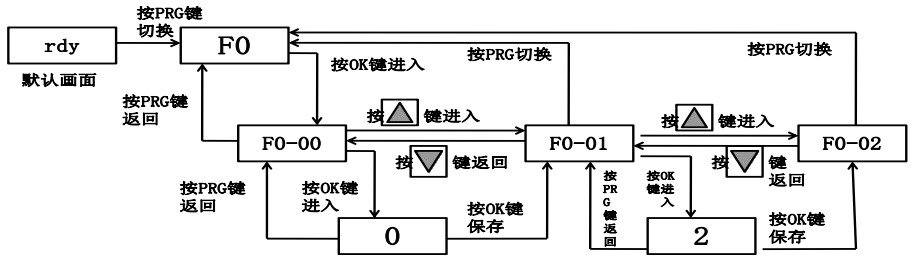 按PRG键
切换
rdy
F0
默认画面
按OK键进入
按PRG切换
按PRG切换
按PRG键
返回
按 键进入
按 键进入
F0-00
F0-01
F0-02
按 键返回
按 键
返回
按PRG键
返回
按OK键
进入
按OK键
保存
按
PR
G
键
返
回
按OK
键进
入
按OK键
保存
0
2